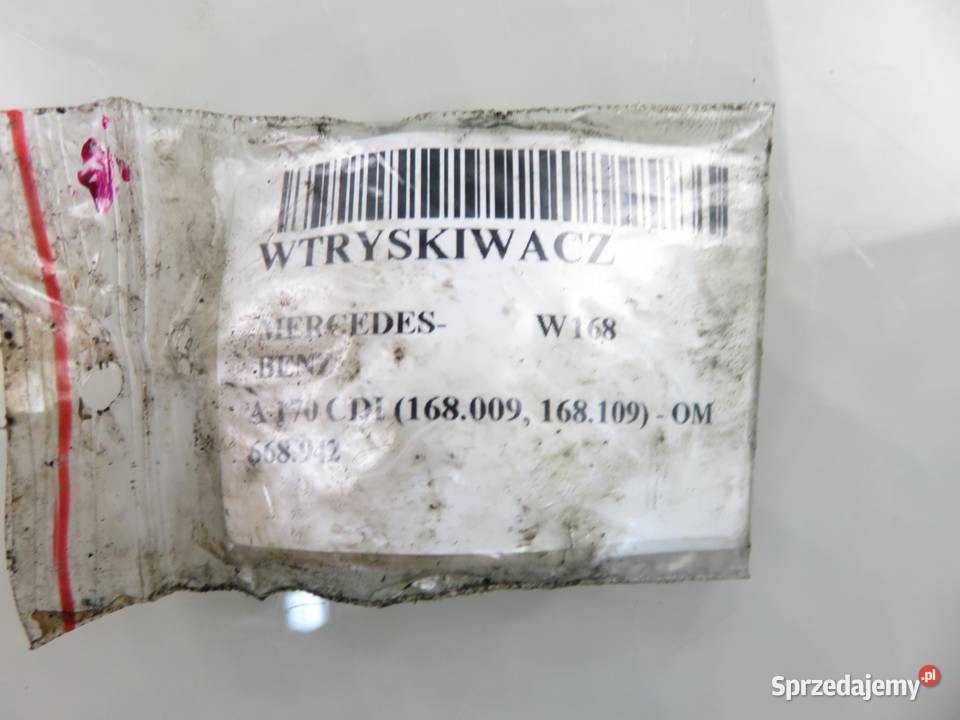 WTRYSKIWACZ
MERCEDES- W168
BENZ
A 170 CDI (168.009, 168.109) - OM
668.942
Sprzedajemy.pl